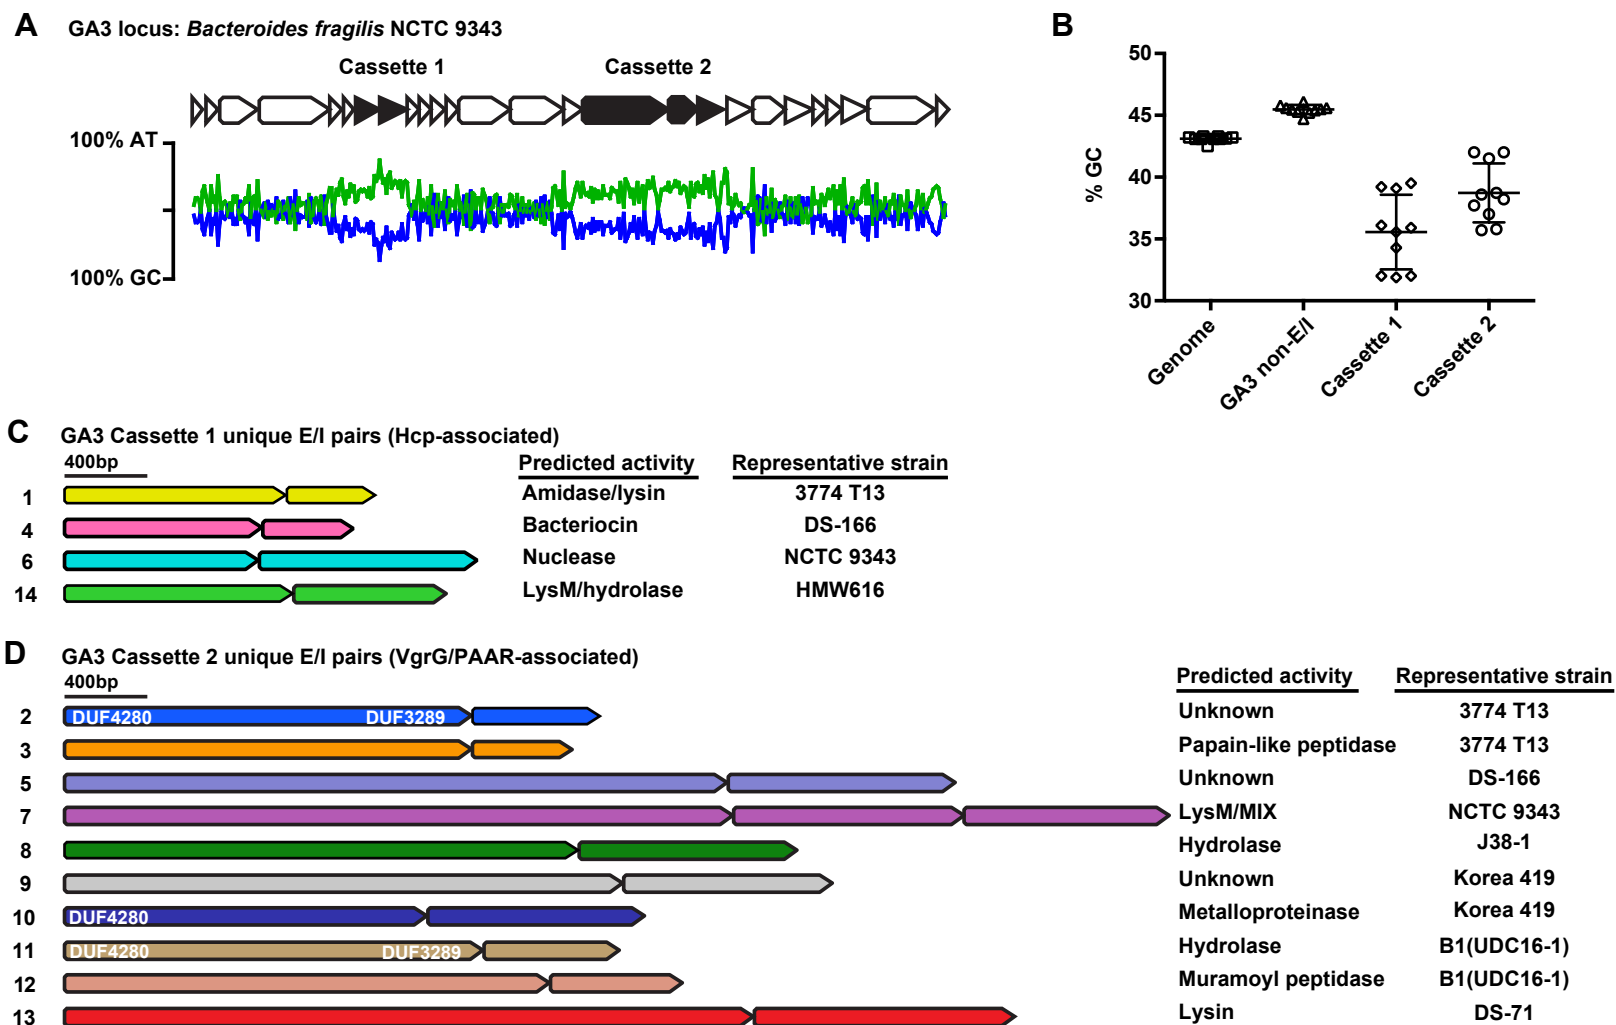 A
GA3 locus: Bacteroides fragilis NCTC 9343
Cassette 1
Cassette 2
100% AT
100% GC
B
% GC
50
45
40
35
30
Genome
GA3 non-E/I
Cassette 1
Cassette 2
C
GA3 Cassette 1 unique E/I pairs (Hcp-associated)
400bp
Predicted activity Representative strain
1 Amidase/lysin 3774 T13
4 Bacteriocin DS-166
6 Nuclease NCTC 9343
14 LysM/hydrolase HMW616
D
GA3 Cassette 2 unique E/I pairs (VgrG/PAAR-associated)
400bp
Predicted activity Representative strain
2 DUF4280 DUF3289 Unknown 3774 T13
3 Papain-like peptidase 3774 T13
5 Unknown DS-166
7 LysM/MIX NCTC 9343
8 Hydrolase J38-1
9 Unknown Korea 419
10 DUF4280 Metalloproteinase Korea 419
11 DUF4280 DUF3289 Hydrolase B1(UDC16-1)
12 Muramoyl peptidase B1(UDC16-1)
13 Lysin DS-71